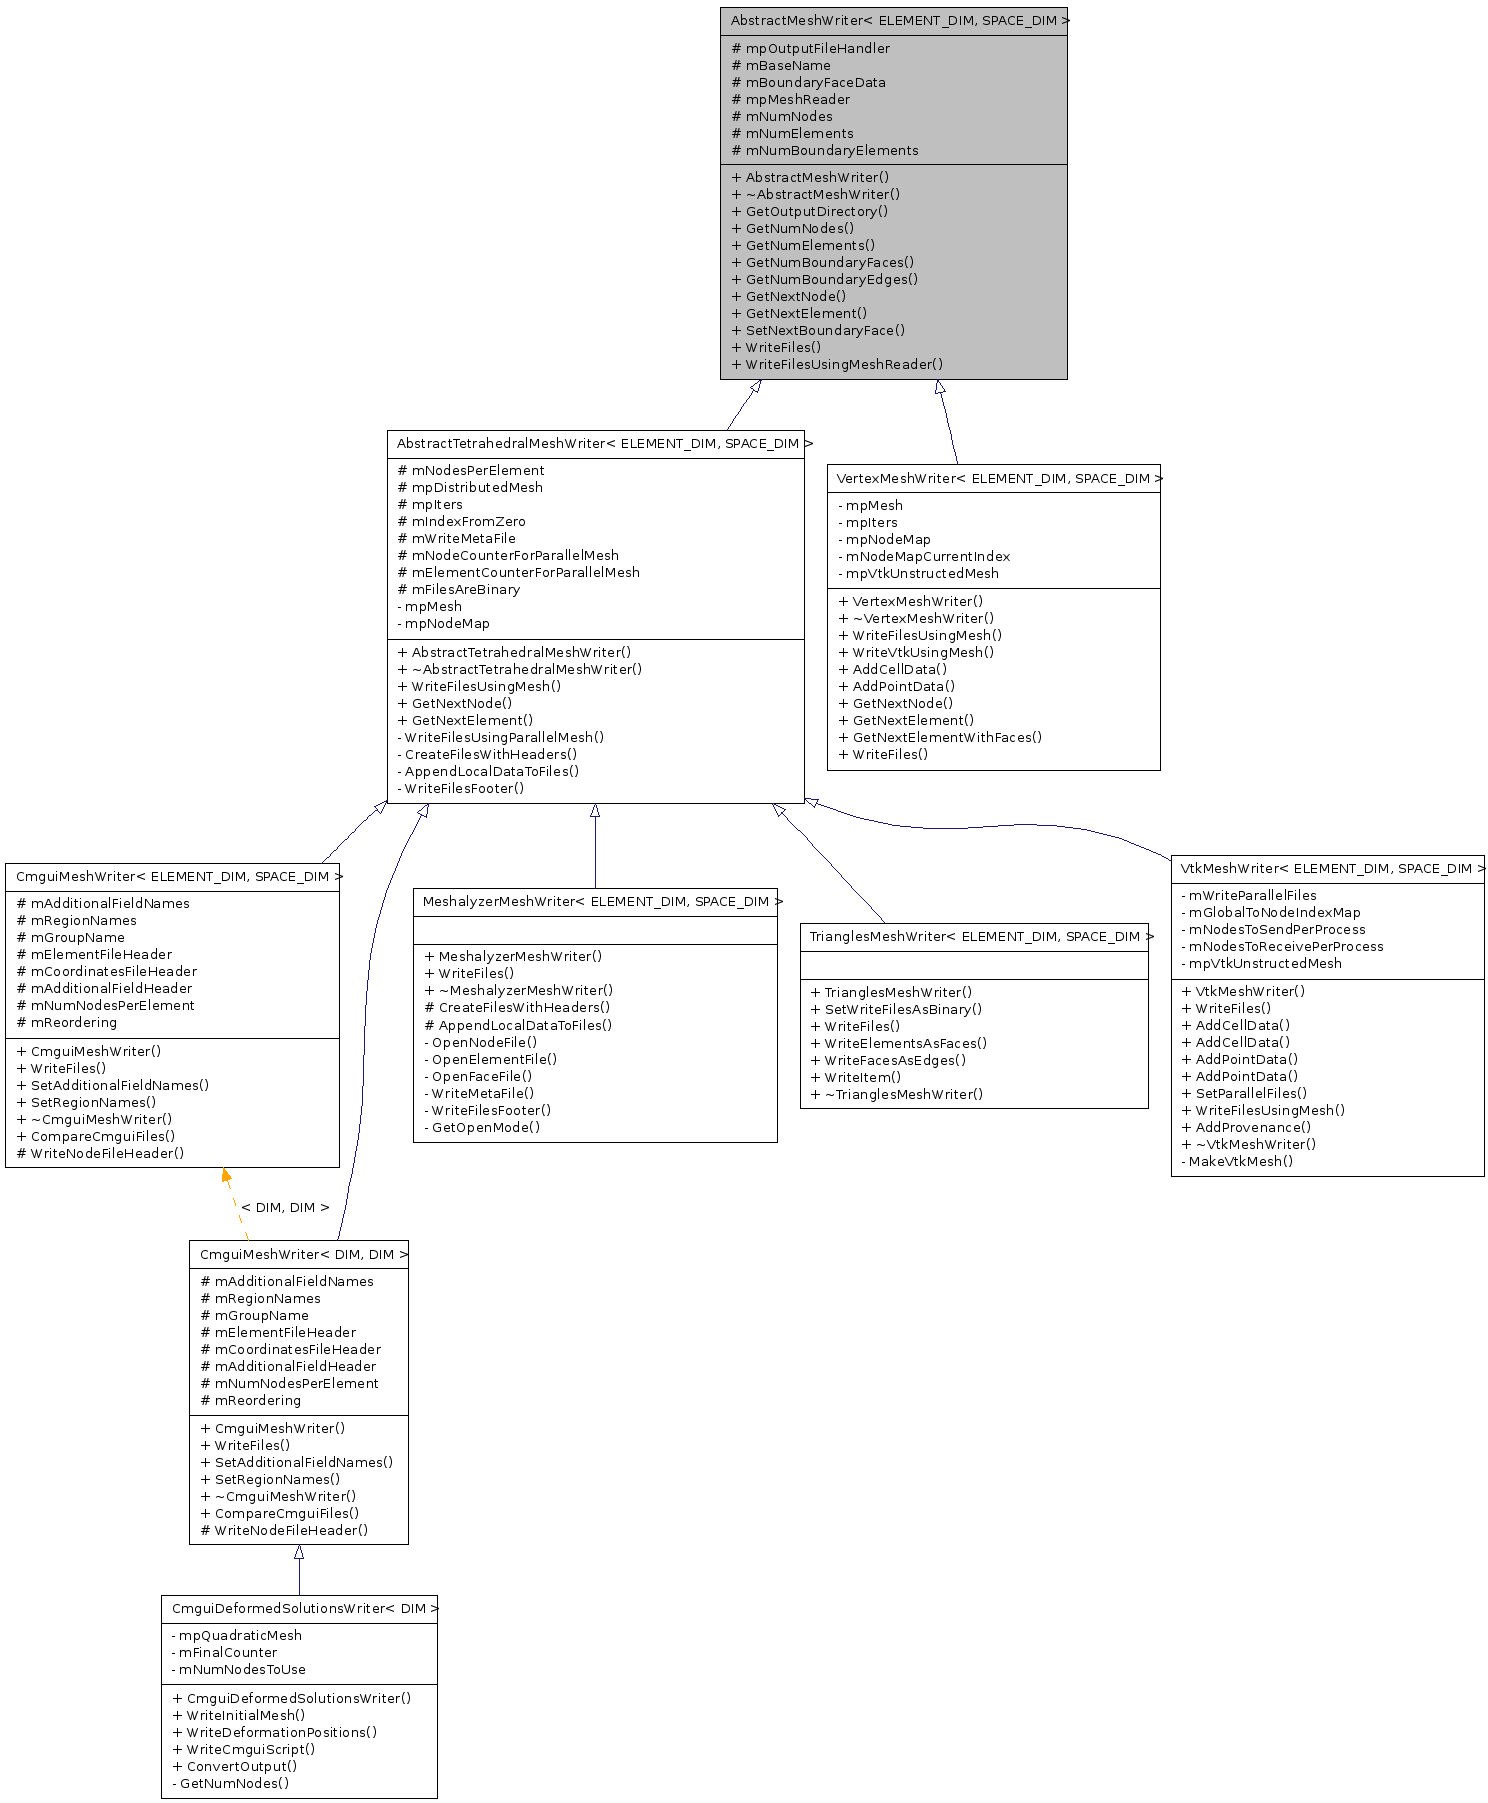 AbstractMeshWriter< ELEMENT_DIM, SPACE_DIM >
# mpOutputFileHandler
# mBaseName
# mBoundaryFaceData
# mpMeshReader
# mNumNodes
# mNumElements
# mNumBoundaryElements
+ AbstractMeshWriter()
+ ~AbstractMeshWriter()
+ GetOutputDirectory()
+ GetNumNodes()
+ GetNumElements()
+ GetNumBoundaryFaces()
+ GetNumBoundaryEdges()
+ GetNextNode()
+ GetNextElement()
+ SetNextBoundaryFace()
+ WriteFiles()
+ WriteFilesUsingMeshReader()
AbstractTetrahedralMeshWriter< ELEMENT_DIM, SPACE_DIM >
# mNodesPerElement
# mpDistributedMesh
# mpIters
# mIndexFromZero
# mWriteMetaFile
# mNodeCounterForParallelMesh
# mElementCounterForParallelMesh
# mFilesAreBinary
- mpMesh
- mpNodeMap
+ AbstractTetrahedralMeshWriter()
+ ~AbstractTetrahedralMeshWriter()
+ WriteFilesUsingMesh()
+ GetNextNode()
+ GetNextElement()
- WriteFilesUsingParallelMesh()
- CreateFilesWithHeaders()
- AppendLocalDataToFiles()
- WriteFilesFooter()
VertexMeshWriter< ELEMENT_DIM, SPACE_DIM >
- mpMesh
- mpIters
- mpNodeMap
- mNodeMapCurrentIndex
- mpVtkUnstructedMesh
+ VertexMeshWriter()
+ ~VertexMeshWriter()
+ WriteFilesUsingMesh()
+ WriteVtkUsingMesh()
+ AddCellData()
+ AddPointData()
+ GetNextNode()
+ GetNextElement()
+ GetNextElementWithFaces()
+ WriteFiles()
CmguiMeshWriter< ELEMENT_DIM, SPACE_DIM >
# mAdditionalFieldNames
# mRegionNames
# mGroupName
# mElementFileHeader
# mCoordinatesFileHeader
# mAdditionalFieldHeader
# mNumNodesPerElement
# mReordering
+ CmguiMeshWriter()
+ WriteFiles()
+ SetAdditionalFieldNames()
+ SetRegionNames()
+ ~CmguiMeshWriter()
+ CompareCmguiFiles()
# WriteNodeFileHeader()
MeshalyzerMeshWriter< ELEMENT_DIM, SPACE_DIM >
+ MeshalyzerMeshWriter()
+ WriteFiles()
+ ~MeshalyzerMeshWriter()
# CreateFilesWithHeaders()
# AppendLocalDataToFiles()
- OpenNodeFile()
- OpenElementFile()
- OpenFaceFile()
- WriteMetaFile()
- WriteFilesFooter()
- GetOpenMode()
TrianglesMeshWriter< ELEMENT_DIM, SPACE_DIM >
+ TrianglesMeshWriter()
+ SetWriteFilesAsBinary()
+ WriteFiles()
+ WriteElementsAsFaces()
+ WriteFacesAsEdges()
+ WriteItem()
+ ~TrianglesMeshWriter()
VtkMeshWriter< ELEMENT_DIM, SPACE_DIM >
- mWriteParallelFiles
- mGlobalToNodeIndexMap
- mNodesToSendPerProcess
- mNodesToReceivePerProcess
- mpVtkUnstructedMesh
+ VtkMeshWriter()
+ WriteFiles()
+ AddCellData()
+ AddCellData()
+ AddPointData()
+ AddPointData()
+ SetParallelFiles()
+ WriteFilesUsingMesh()
+ AddProvenance()
+ ~VtkMeshWriter()
- MakeVtkMesh()
< DIM, DIM >
CmguiMeshWriter< DIM, DIM >
# mAdditionalFieldNames
# mRegionNames
# mGroupName
# mElementFileHeader
# mCoordinatesFileHeader
# mAdditionalFieldHeader
# mNumNodesPerElement
# mReordering
+ CmguiMeshWriter()
+ WriteFiles()
+ SetAdditionalFieldNames()
+ SetRegionNames()
+ ~CmguiMeshWriter()
+ CompareCmguiFiles()
# WriteNodeFileHeader()
CmguiDeformedSolutionsWriter< DIM >
- mpQuadraticMesh
- mFinalCounter
- mNumNodesToUse
+ CmguiDeformedSolutionsWriter()
+ WriteInitialMesh()
+ WriteDeformationPositions()
+ WriteCmguiScript()
+ ConvertOutput()
- GetNumNodes()